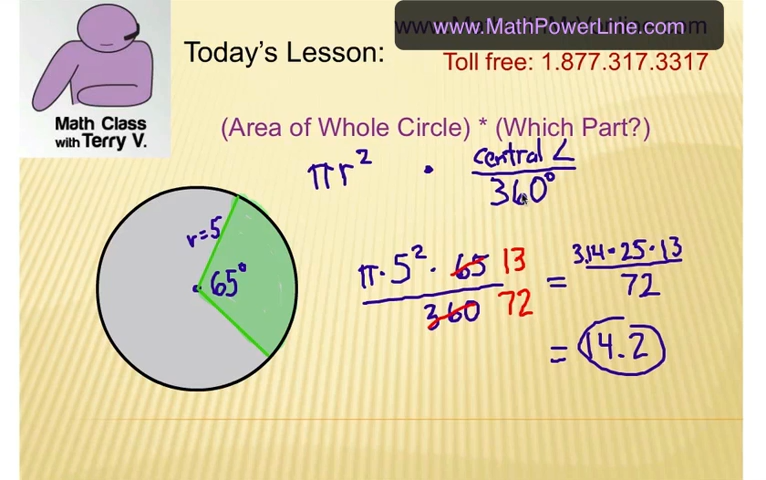 www.MathPowerLine.com
Today's Lesson:
Toll free: 1.877.317.3317
Math Class
with Terry V.
(Area of Whole Circle) * (Which Part?)
πr² · central ∠
360°
r=5
65°
π·5²·65 13
360 72
= 3.14·25·13
72
= 14.2